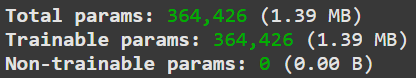 Total params: 364,426 (1.39 MB)
Trainable params: 364,426 (1.39 MB)
Non-trainable params: 0 (0.00 B)